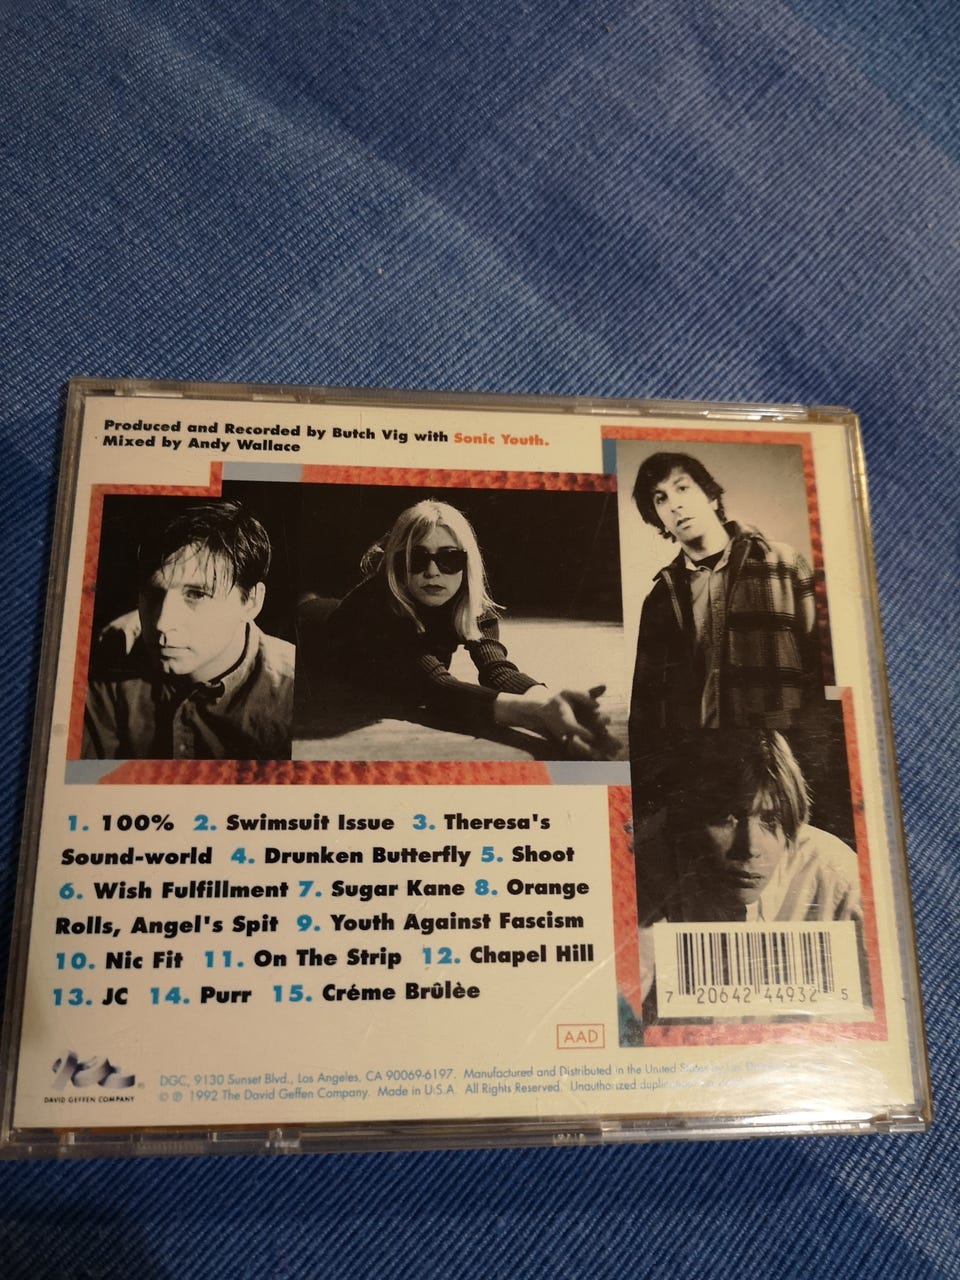 Produced and Recorded by Butch Vig with Sonic Youth.
Mixed by Andy Wallace
1. 100% 2. Swimsuit Issue 3. Theresa's
Sound-world 4. Drunken Butterfly 5. Shoot
6. Wish Fulfillment 7. Sugar Kane 8. Orange
Rolls, Angel's Spit 9. Youth Against Fascism
10. Nic Fit 11. On The Strip 12. Chapel Hill
13. JC 14. Purr 15. Créme Brûlèe
7 20642 44932 5
AAD
DAVID GEFFEN COMPANY
DGC, 9130 Sunset Blvd., Los Angeles, CA 90069-6197. Manufactured and Distributed in the United States by
© ℗ 1992 The David Geffen Company. Made in U.S.A. All Rights Reserved. Unauthorized